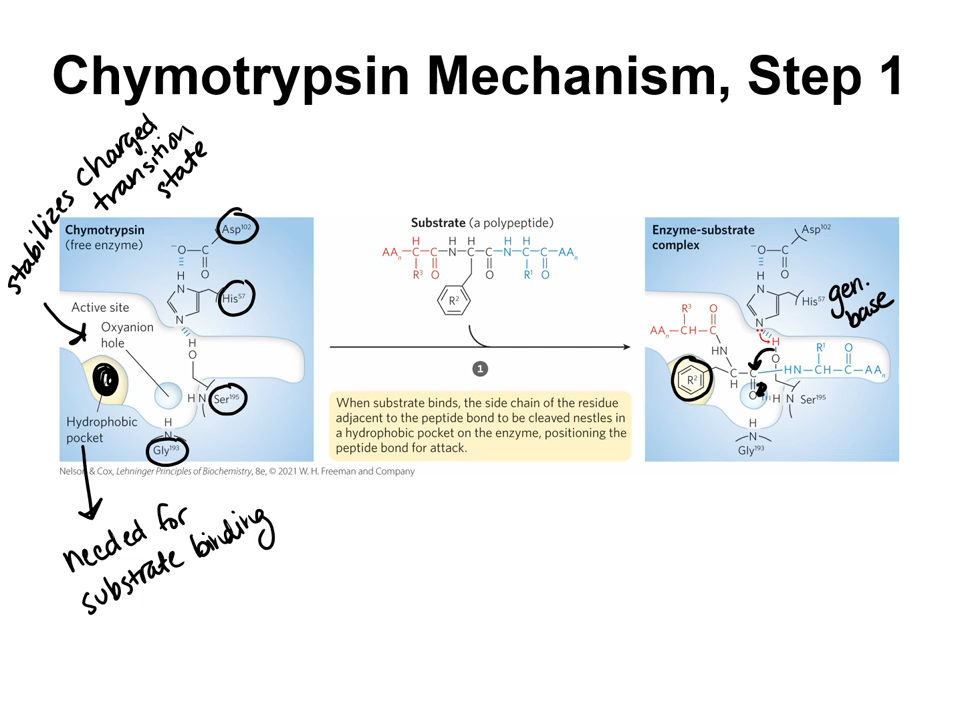 Chymotrypsin Mechanism, Step 1
stabilizes charged
transition
state
Chymotrypsin
(free enzyme)
Asp102
−O—C
O
H
N
His57
N
Active site
Oxyanion
hole
H
O
H N
Ser195
Hydrophobic
pocket
H
N
Gly193
needed for
substrate binding
Substrate (a polypeptide)
H H H H H
AAn—C—C—N—C—C—N—C—C—AAn
R3 O O R1 O
R2
1
When substrate binds, the side chain of the residue
adjacent to the peptide bond to be cleaved nestles in
a hydrophobic pocket on the enzyme, positioning the
peptide bond for attack.
Enzyme-substrate
complex
Asp102
−O—C
O
H
N
His57
gen.
base
N
R3 O
AAn—CH—C
H
O
HN
R1 O
R2
C—C
HN—CH—C—AAn
H
O
H N
Ser195
H
N
Gly193
Nelson & Cox, Lehninger Principles of Biochemistry, 8e, © 2021 W. H. Freeman and Company